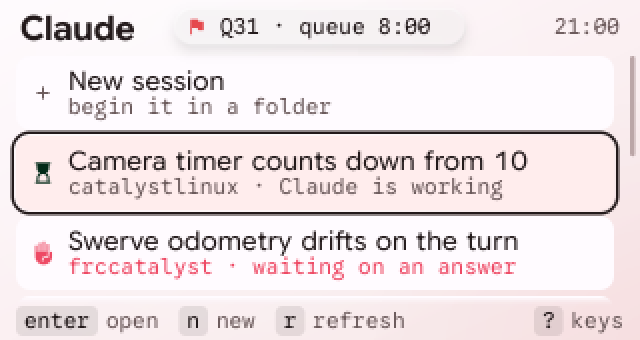 Claude
Q31 · queue 8:00
21:00
+ New session
begin it in a folder
Camera timer counts down from 10
catalystlinux · Claude is working
Swerve odometry drifts on the turn
frccatalyst · waiting on an answer
enter open n new r refresh ? keys